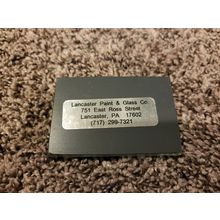 Lancaster Paint & Glass Co.
751 East Ross Street
Lancaster, PA 17602
(717) 299-7321